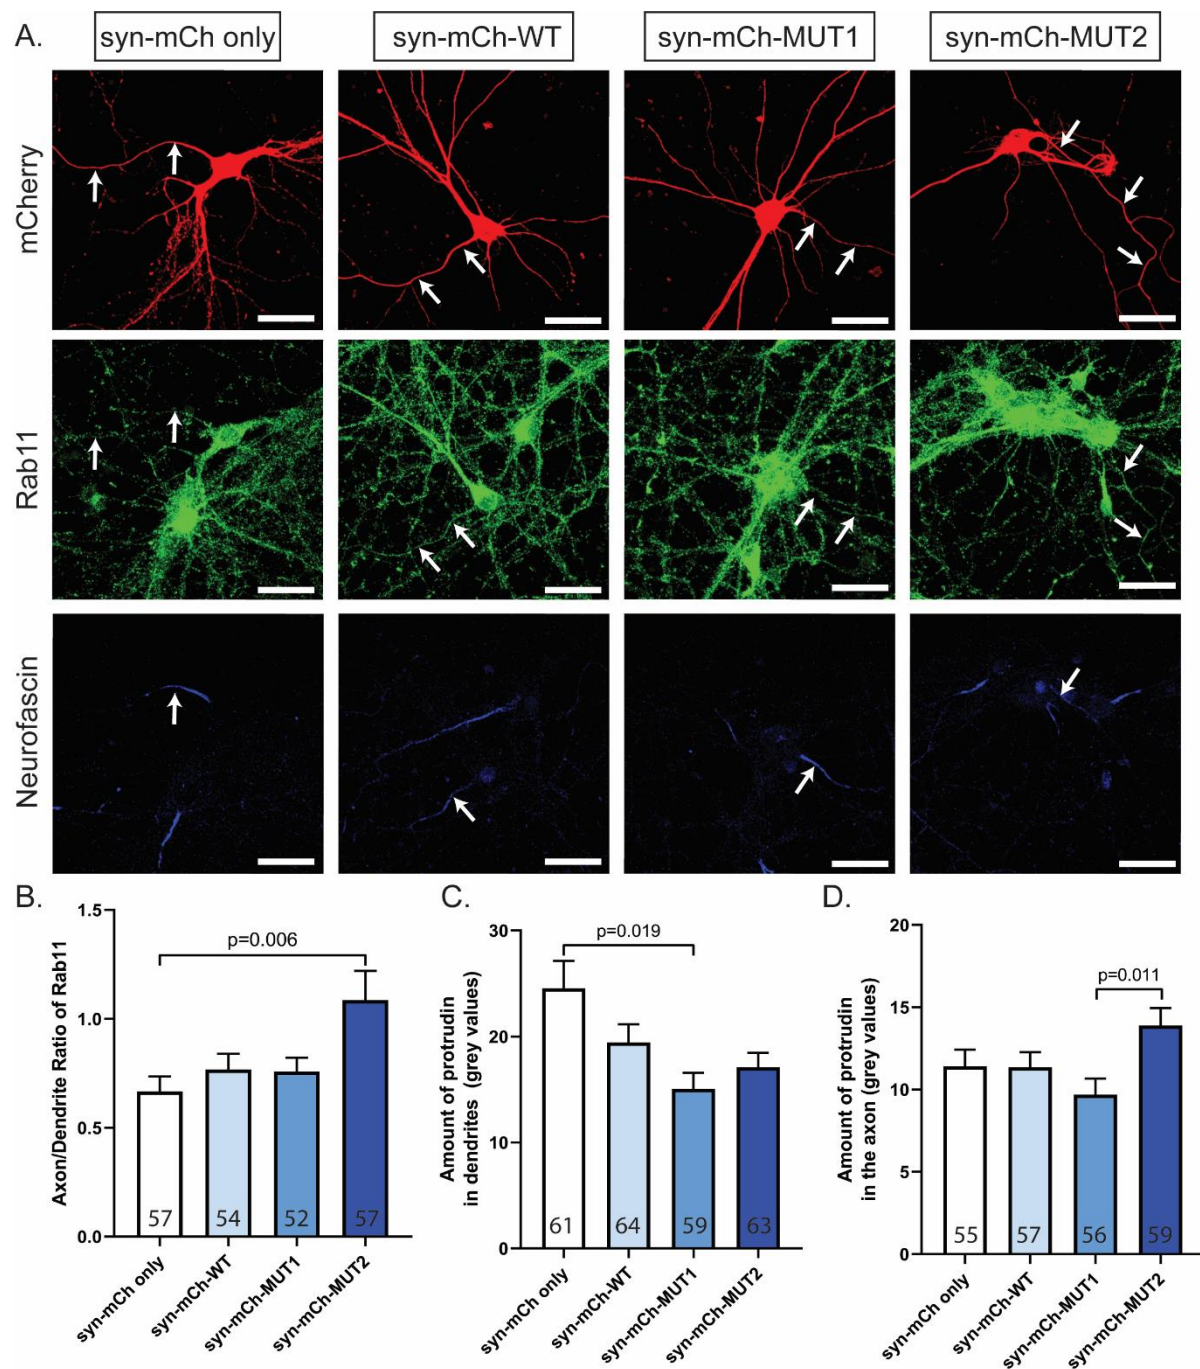 A.
syn-mCh only
syn-mCh-WT
syn-mCh-MUT1
syn-mCh-MUT2
mCherry
Rab11
Neurofascin
B.
Axon/Dendrite Ratio of Rab11
1.5
1.0
0.5
0.0
p=0.006
57
54
52
57
syn-mCh only
syn-mCh-WT
syn-mCh-MUT1
syn-mCh-MUT2
C.
Amount of protrudin
in dendrites (grey values)
30
20
10
0
p=0.019
61
64
59
63
syn-mCh only
syn-mCh-WT
syn-mCh-MUT1
syn-mCh-MUT2
D.
Amount of protrudin
in the axon (grey values)
20
15
10
5
0
p=0.011
55
57
56
59
syn-mCh only
syn-mCh-WT
syn-mCh-MUT1
syn-mCh-MUT2